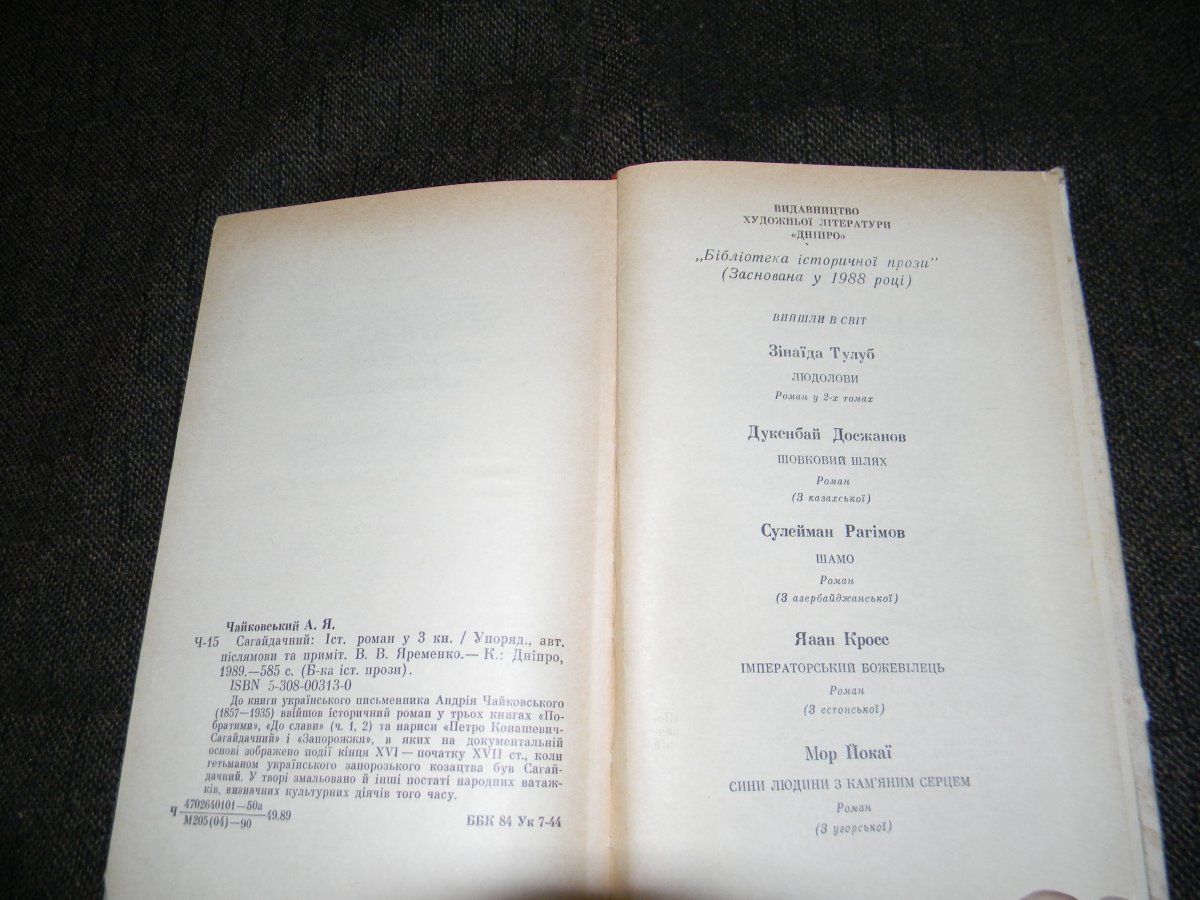 Чайковський А. Я.
Ч-15 Сагайдачний: Іст. роман у 3 кн. / Упоряд., авт.
післямови та приміт. В. В. Яременко.— К.: Дніпро,
1989.—585 с. (Б-ка іст. прози).
ISBN 5-308-00313-0
До книги українського письменника Андрія Чайковського
(1857—1935) ввійшов історичний роман у трьох книгах «По-
братими», «До слави» (ч. 1, 2) та нариси «Петро Конашевич-
Сагайдачний» і «Запорожжя», в яких на документальній
основі зображено події кінця XVI — початку XVII ст., коли
гетьманом українського запорозького козацтва був Сагай-
дачний. У творі змальовано й інші постаті народних ватаж-
ків, визначних культурних діячів того часу.
Ч 4702640101—50а
М205(04)—90 49.89
ББК 84 Ук 7-44
ВИДАВНИЦТВО
ХУДОЖНЬОЇ ЛІТЕРАТУРИ
«ДНІПРО»
„Бібліотека історичної прози"
(Заснована у 1988 році)
ВИЙШЛИ В СВІТ
Зінаїда Тулуб
ЛЮДОЛОВИ
Роман у 2-х томах
Дукенбай Досжанов
ШОВКОВИЙ ШЛЯХ
Роман
(З казахської)
Сулейман Рагімов
ШАМО
Роман
(З азербайджанської)
Яаан Кросс
ІМПЕРАТОРСЬКИЙ БОЖЕВІЛЕЦЬ
Роман
(З естонської)
Мор Йокаї
СИНИ ЛЮДИНИ З КАМ'ЯНИМ СЕРЦЕМ
Роман
(З угорської)